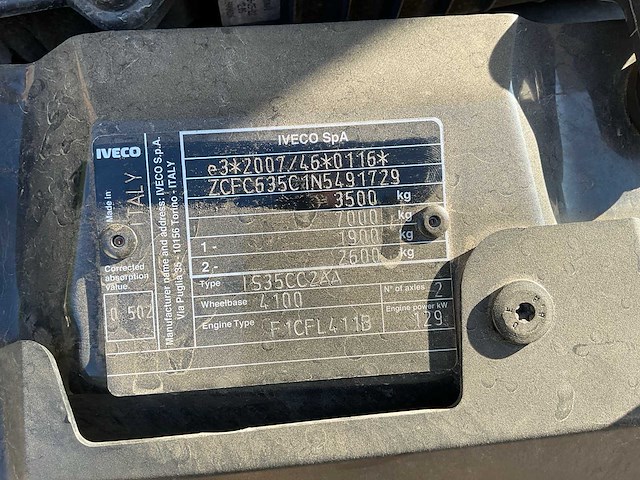 IVECO
Made in
ITALY
Corrected
absorption
value
0.502
Manufacturer name and address: IVECO S.p.A.
Via Puglia 35 - 10156 Torino - ITALY
IVECO SpA
e3*2007/46*0116*
ZCFC635C1N5491729
3500 kg
7000 kg
1- 1900 kg
2- 2600 kg
Type IS35CC2AA
Wheelbase 4100 N° of axles 2
Engine Type F1CFL411B Engine power kW 129